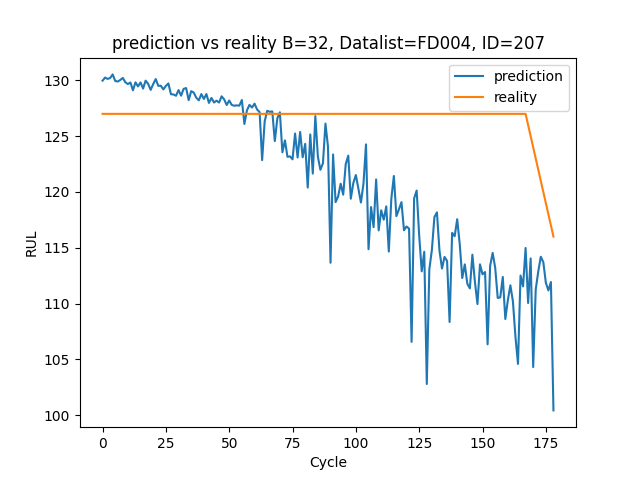 prediction vs reality B=32, Datalist=FD004, ID=207
prediction
reality
RUL
130
125
120
115
110
105
100
0 25 50 75 100 125 150 175
Cycle